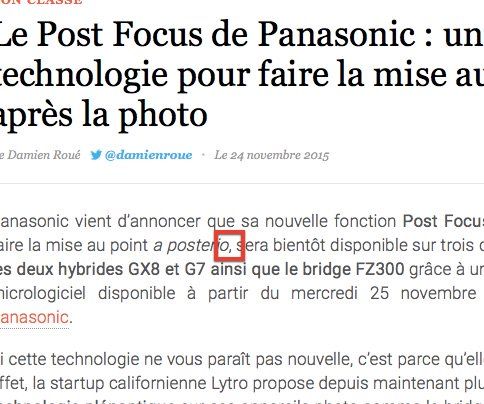 ON CLASSÉ
Le Post Focus de Panasonic : un
technologie pour faire la mise au
après la photo
e Damien Roué @damienroue · Le 24 novembre 2015
anasonic vient d'annoncer que sa nouvelle fonction Post Focus
aire la mise au point a posterio, sera bientôt disponible sur trois
es deux hybrides GX8 et G7 ainsi que le bridge FZ300 grâce à un
micrologiciel disponible à partir du mercredi 25 novembre
anasonic.
i cette technologie ne vous paraît pas nouvelle, c'est parce qu'elle
ffet, la startup californienne Lytro propose depuis maintenant plu